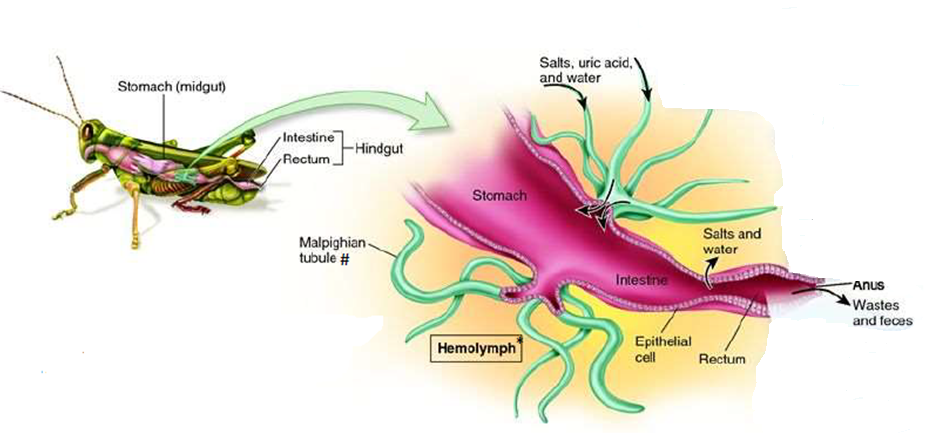 Stomach (midgut)
Intestine
Rectum
Hindgut
Salts, uric acid,
and water
Stomach
Malpighian
tubule #
Salts and
water
Intestine
Anus
Wastes
and feces
Hemolymph*
Epithelial
cell
Rectum